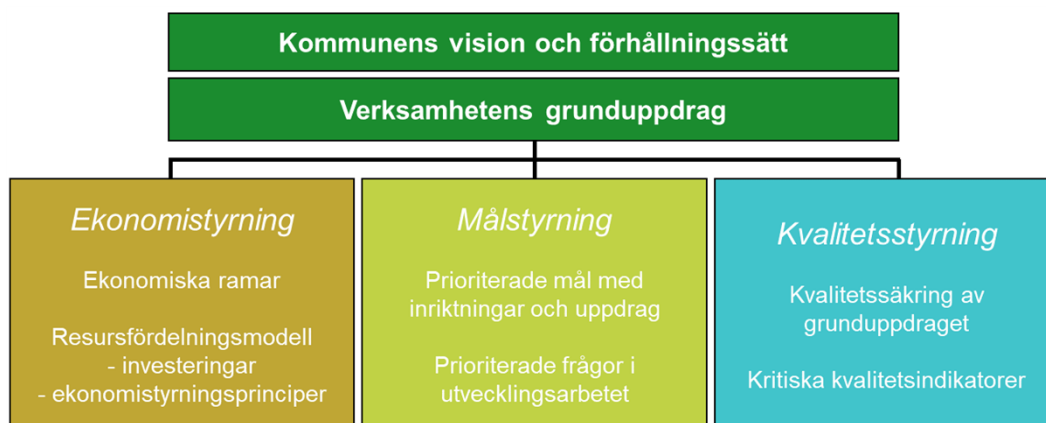 Kommunens vision och förhållningssätt
Verksamhetens grunduppdrag
Ekonomistyrning
Ekonomiska ramar
Resursfördelningsmodell
- investeringar
- ekonomistyrningsprinciper
Målstyrning
Prioriterade mål med
inriktningar och uppdrag
Prioriterade frågor i
utvecklingsarbetet
Kvalitetsstyrning
Kvalitetssäkring av
grunduppdraget
Kritiska kvalitetsindikatorer